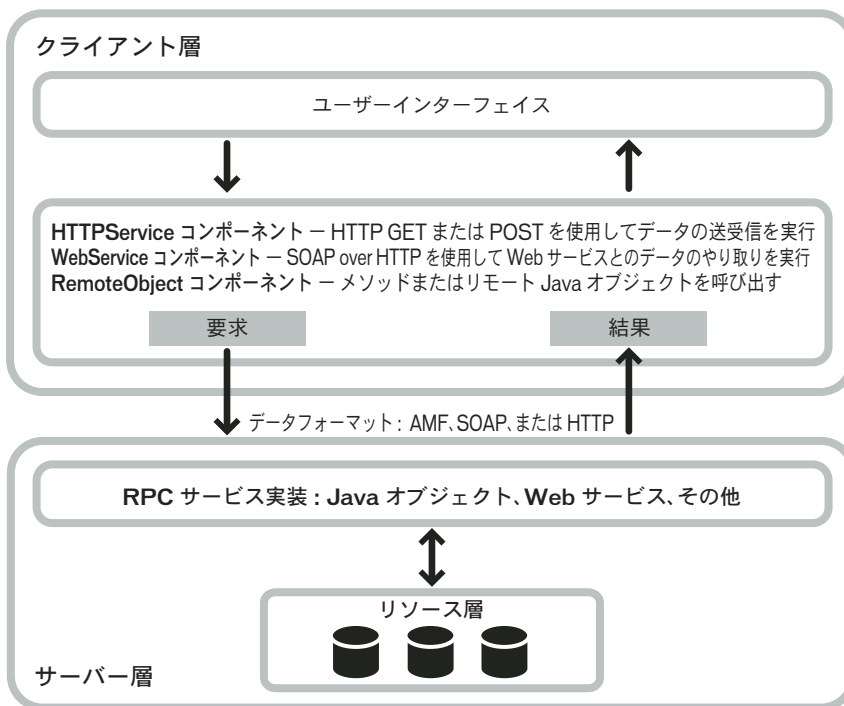 クライアント層
ユーザーインターフェイス
HTTPService コンポーネント － HTTP GET または POST を使用してデータの送受信を実行
WebService コンポーネント － SOAP over HTTP を使用して Web サービスとのデータのやり取りを実行
RemoteObject コンポーネント － メソッドまたはリモート Java オブジェクトを呼び出す
要求
結果
データフォーマット : AMF、SOAP、または HTTP
RPC サービス実装 : Java オブジェクト、Web サービス、その他
リソース層
サーバー層